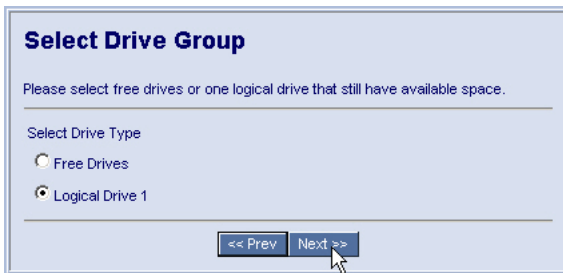 Select Drive Group
Please select free drives or one logical drive that still have available space.
Select Drive Type
Free Drives
Logical Drive 1
<< Prev Next >>